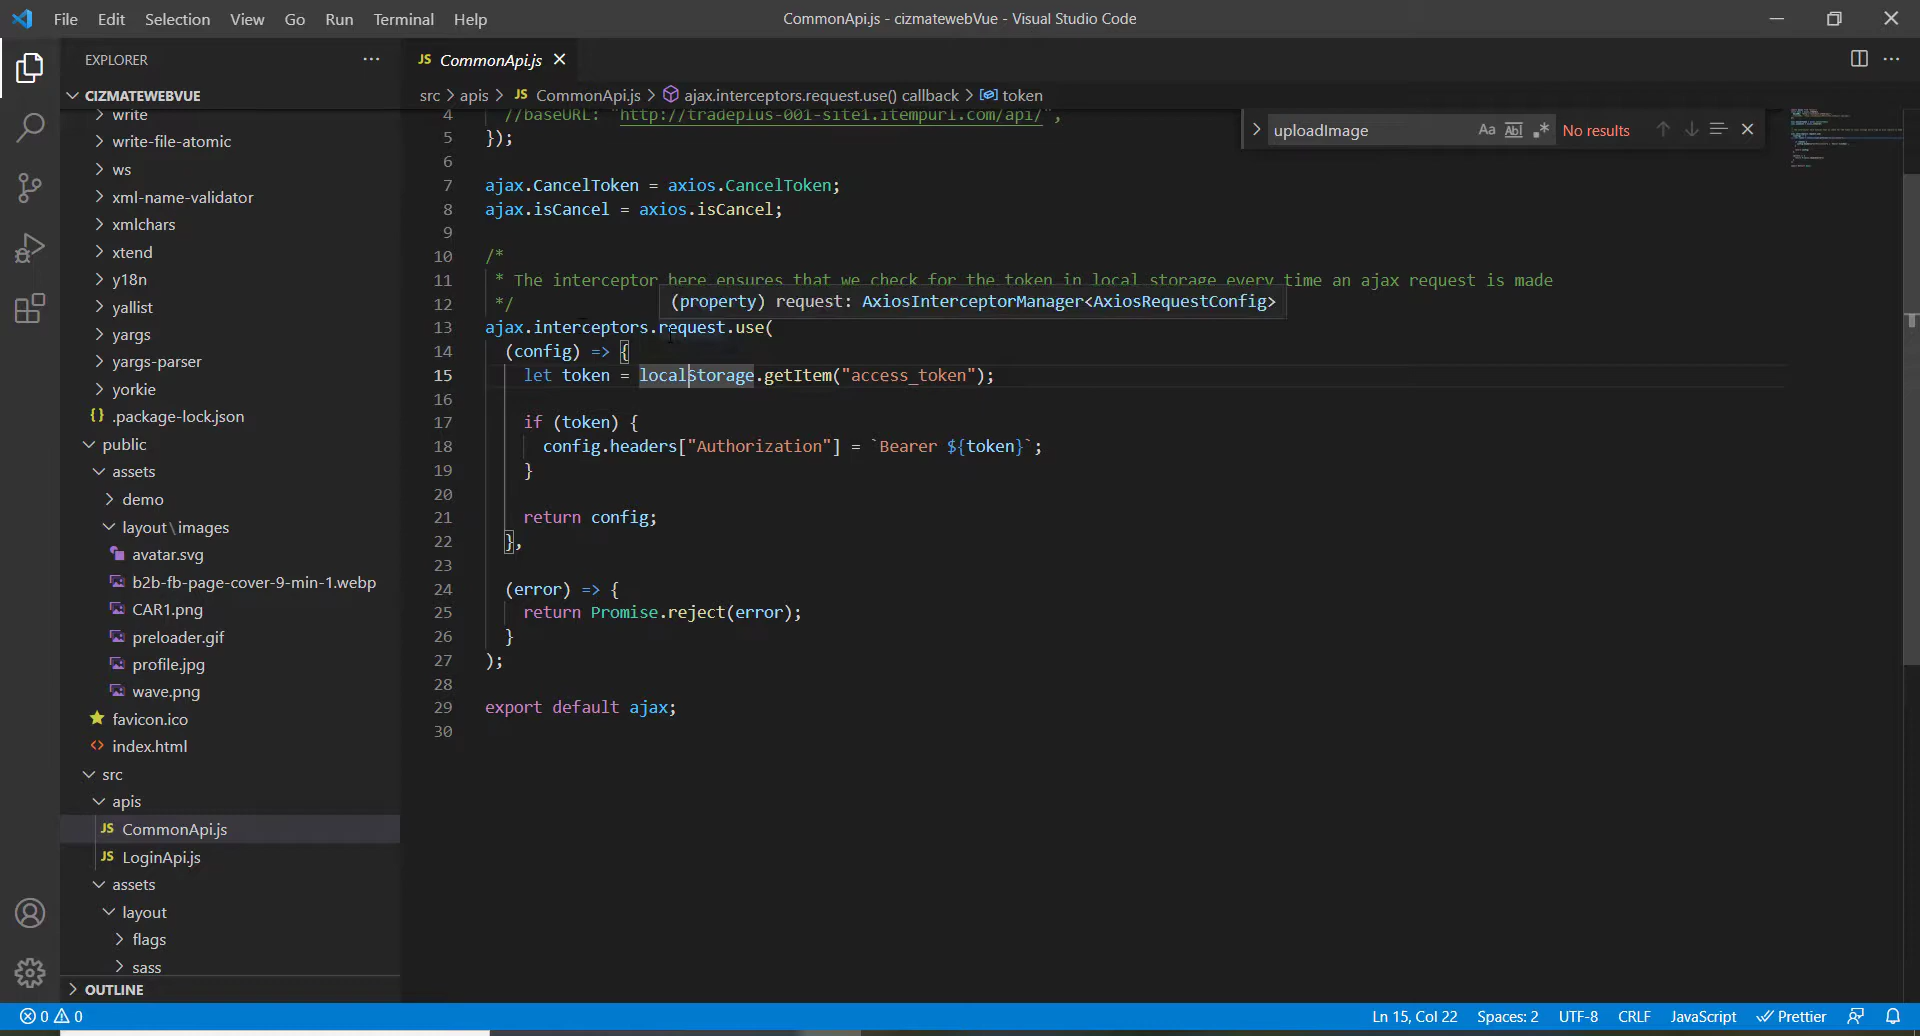 File Edit Selection View Go Run Terminal Help
CommonApi.js - cizmatewebVue - Visual Studio Code
EXPLORER
JS CommonApi.js
CIZMATEWEBVUE
src > apis > JS CommonApi.js > ajax.interceptors.request.use() callback > token
write
write-file-atomic
ws
xml-name-validator
xmlchars
xtend
y18n
yallist
yargs
yargs-parser
yorkie
{} .package-lock.json
public
assets
demo
layout\images
avatar.svg
b2b-fb-page-cover-9-min-1.webp
CAR1.png
preloader.gif
profile.jpg
wave.png
favicon.ico
<> index.html
src
apis
JS CommonApi.js
JS LoginApi.js
assets
layout
flags
sass
OUTLINE
uploadImage Aa Abl .* No results
4 //baseURL: "http://tradeplus-001-site1.itempurl.com/api/",
5 });
6
7 ajax.CancelToken = axios.CancelToken;
8 ajax.isCancel = axios.isCancel;
9
10 /*
11 * The interceptor here ensures that we check for the token in local storage every time an ajax request is made
12 */
(property) request: AxiosInterceptorManager<AxiosRequestConfig>
13 ajax.interceptors.request.use(
14 (config) => {
15 let token = localStorage.getItem("access_token");
16
17 if (token) {
18 config.headers["Authorization"] = `Bearer ${token}`;
19 }
20
21 return config;
22 },
23
24 (error) => {
25 return Promise.reject(error);
26 }
27 );
28
29 export default ajax;
30
0 0
Ln 15, Col 22 Spaces: 2 UTF-8 CRLF JavaScript Prettier